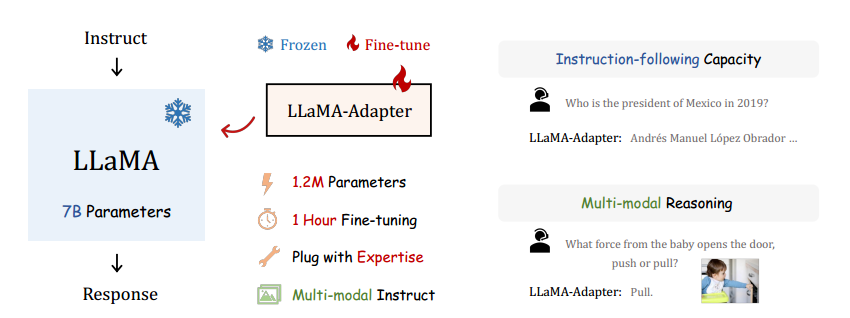 Instruct
LLaMA
7B Parameters
Response
Frozen
Fine-tune
LLaMA-Adapter
1.2M Parameters
1 Hour Fine-tuning
Plug with Expertise
Multi-modal Instruct
Instruction-following Capacity
Who is the president of Mexico in 2019?
LLaMA-Adapter: Andrés Manuel López Obrador ...
Multi-modal Reasoning
What force from the baby opens the door,
push or pull?
LLaMA-Adapter: Pull.